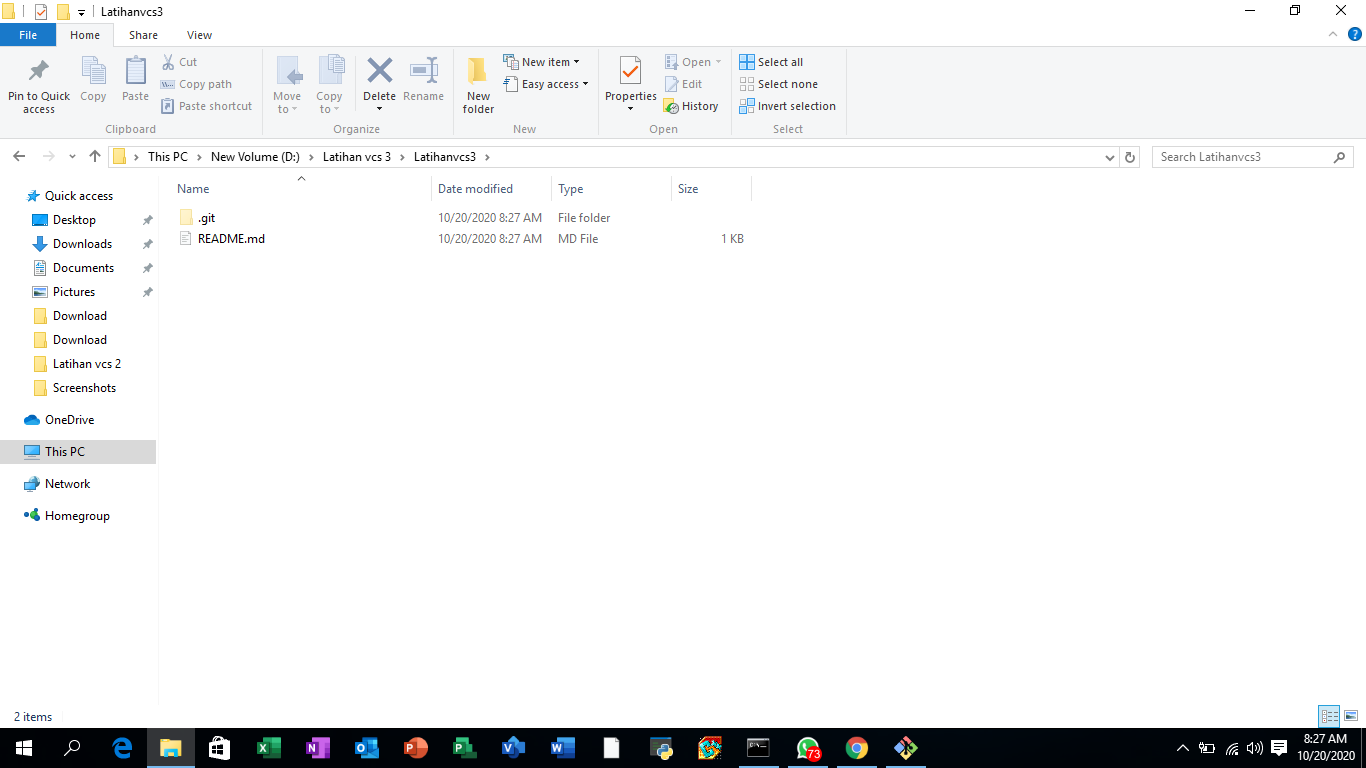 Latihanvcs3
File Home Share View
Pin to Quick access
Copy
Paste
Cut
Copy path
Paste shortcut
Clipboard
Move to
Copy to
Delete
Rename
Organize
New folder
New item
Easy access
New
Properties
Open
Edit
History
Open
Select all
Select none
Invert selection
Select
This PC New Volume (D:) Latihan vcs 3 Latihanvcs3
Search Latihanvcs3
Quick access
Desktop
Downloads
Documents
Pictures
Download
Download
Latihan vcs 2
Screenshots
OneDrive
This PC
Network
Homegroup
Name Date modified Type Size
.git 10/20/2020 8:27 AM File folder
README.md 10/20/2020 8:27 AM MD File 1 KB
2 items
73
8:27 AM
10/20/2020